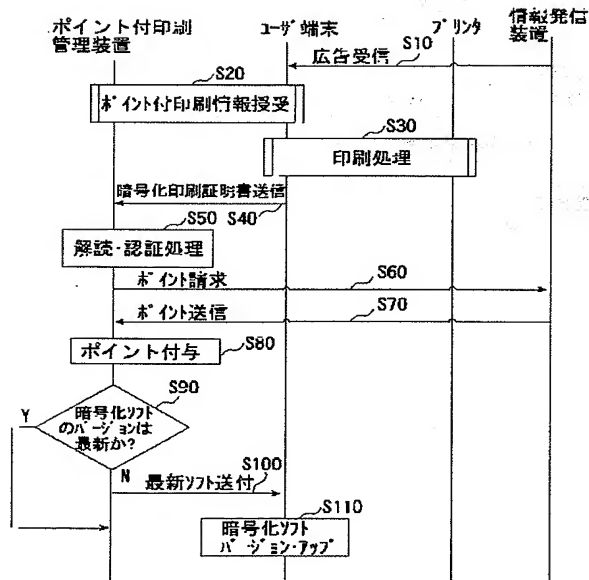 ポイント付印刷
管理装置
ユーザ端末
プリンタ
情報発信
装置
広告受信
S10
S20
ポイント付印刷情報授受
S30
印刷処理
暗号化印刷証明書送信
S40
S50
解読・認証処理
ポイント請求
S60
ポイント送信
S70
ポイント付与
S80
S90
暗号化ソフト
のバージョンは
最新か?
Y
N
最新ソフト送付
S100
S110
暗号化ソフト
バージョン・アップ